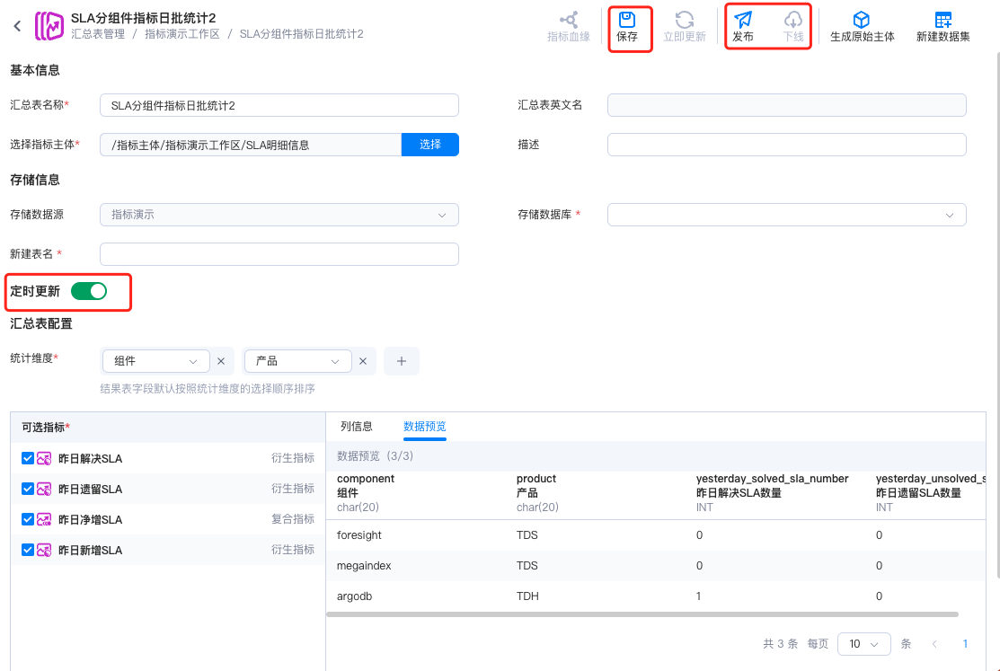 SLA分组件指标日批统计2
汇总表管理 / 指标演示工作区 / SLA分组件指标日批统计2
指标血缘
保存
立即更新
发布
下线
生成原始主体
新建数据集
基本信息
汇总表名称* SLA分组件指标日批统计2
汇总表英文名
选择指标主体* /指标主体/指标演示工作区/SLA明细信息 选择
描述
存储信息
存储数据源 指标演示
存储数据库 *
新建表名 *
定时更新
汇总表配置
统计维度* 组件 × 产品 × +
结果表字段默认按照统计维度的选择顺序排序
可选指标*
昨日解决SLA 衍生指标
昨日遗留SLA 衍生指标
昨日净增SLA 复合指标
昨日新增SLA 衍生指标
列信息 数据预览
数据预览 (3/3)
component product yesterday_solved_sla_number yesterday_unsolved_s
组件 产品 昨日解决SLA数量 昨日遗留SLA数量
char(20) char(20) INT INT
foresight TDS 0 0
megaindex TDS 0 0
argodb TDH 1 0
共 3 条 每页 10 条 < 1